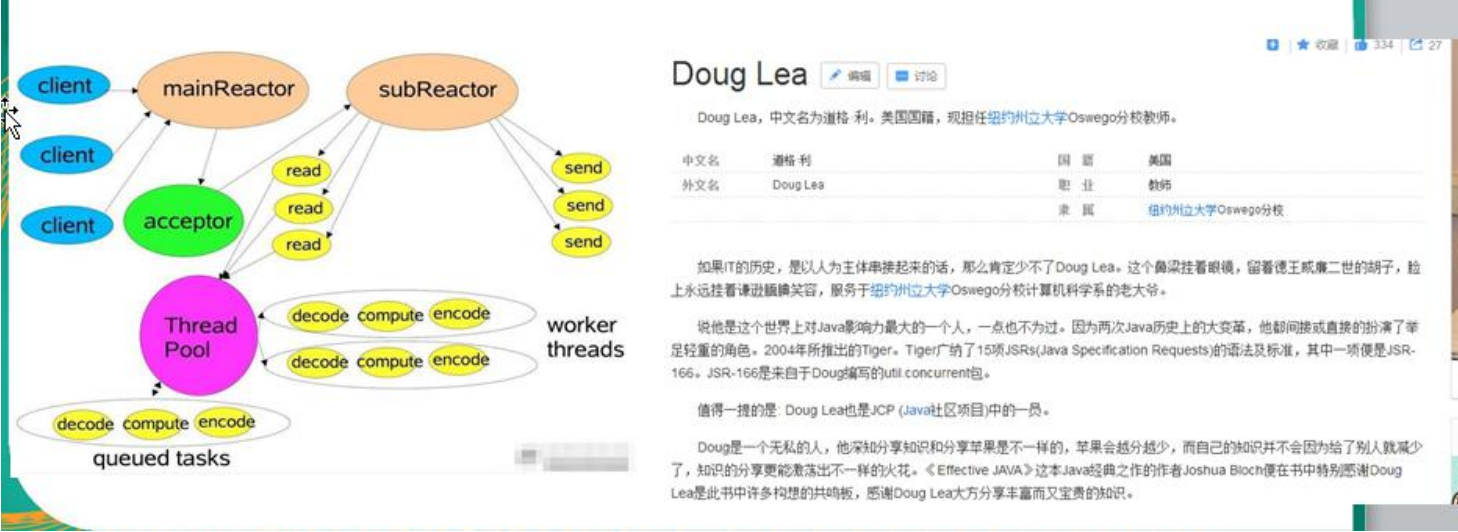 client
mainReactor
subReactor
client
read
send
read
send
client
acceptor
read
send
Thread
Pool
decode compute encode
decode compute encode
worker
threads
decode compute encode
queued tasks
收藏 334 27
Doug Lea 编辑 讨论
Doug Lea，中文名为道格·利。美国国籍，现担任纽约州立大学Oswego分校教师。
中文名 道格·利 国 籍 美国
外文名 Doug Lea 职 业 教师
隶 属 纽约州立大学Oswego分校
如果IT的历史，是以人为主体串接起来的话，那么肯定少不了Doug Lea。这个鼻梁挂着眼镜，留着德王威廉二世的胡子，脸
上永远挂着谦逊腼腆笑容，服务于纽约州立大学Oswego分校计算机科学系的老大爷。
说他是这个世界上对Java影响力最大的一个人，一点也不为过。因为两次Java历史上的大变革，他都间接或直接的扮演了举
足轻重的角色。2004年所推出的Tiger。Tiger广纳了15项JSRs(Java Specification Requests)的语法及标准，其中一项便是JSR-
166。JSR-166是来自于Doug编写的util.concurrent包。
值得一提的是: Doug Lea也是JCP (Java社区项目)中的一员。
Doug是一个无私的人，他深知分享知识和分享苹果是不一样的，苹果会越分越少，而自己的知识并不会因为给了别人就减少
了，知识的分享更能激荡出不一样的火花。《Effective JAVA》这本Java经典之作的作者Joshua Bloch便在书中特别感谢Doug
Lea是此书中许多构想的共鸣板，感谢Doug Lea大方分享丰富而又宝贵的知识。